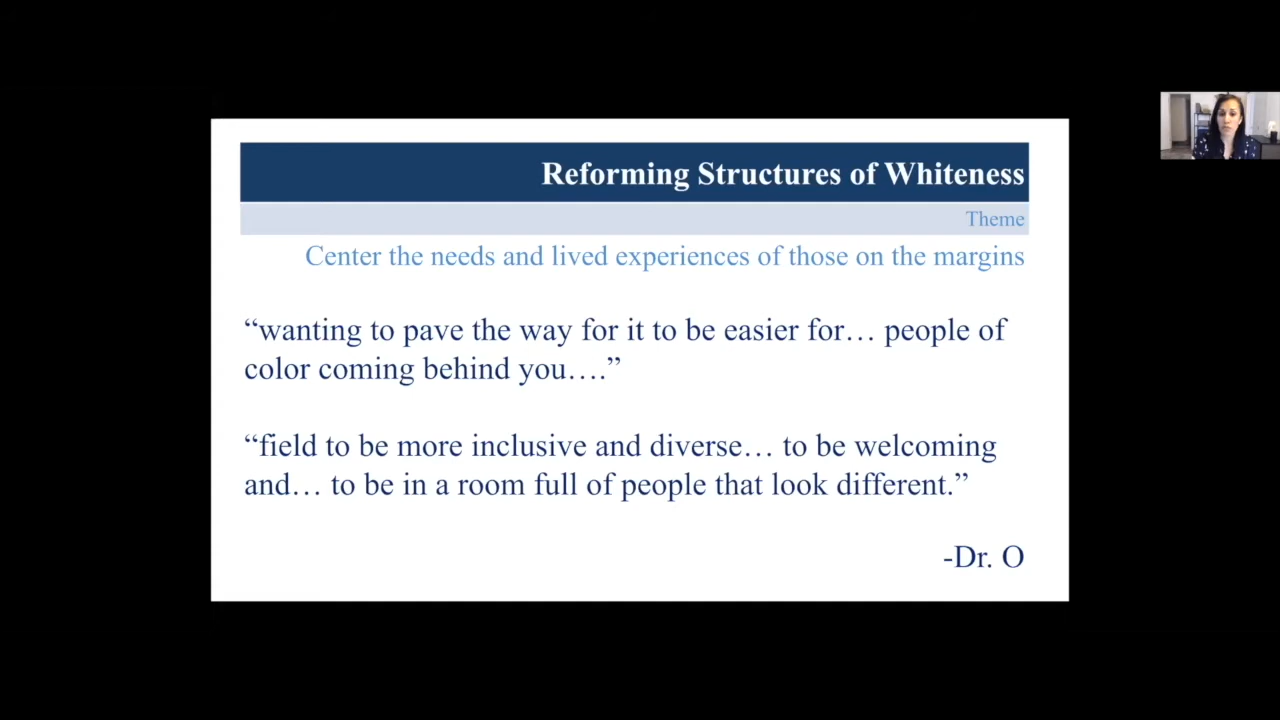 Reforming Structures of Whiteness
Theme
Center the needs and lived experiences of those on the margins
“wanting to pave the way for it to be easier for… people of
color coming behind you….”
“field to be more inclusive and diverse… to be welcoming
and… to be in a room full of people that look different.”
-Dr. O